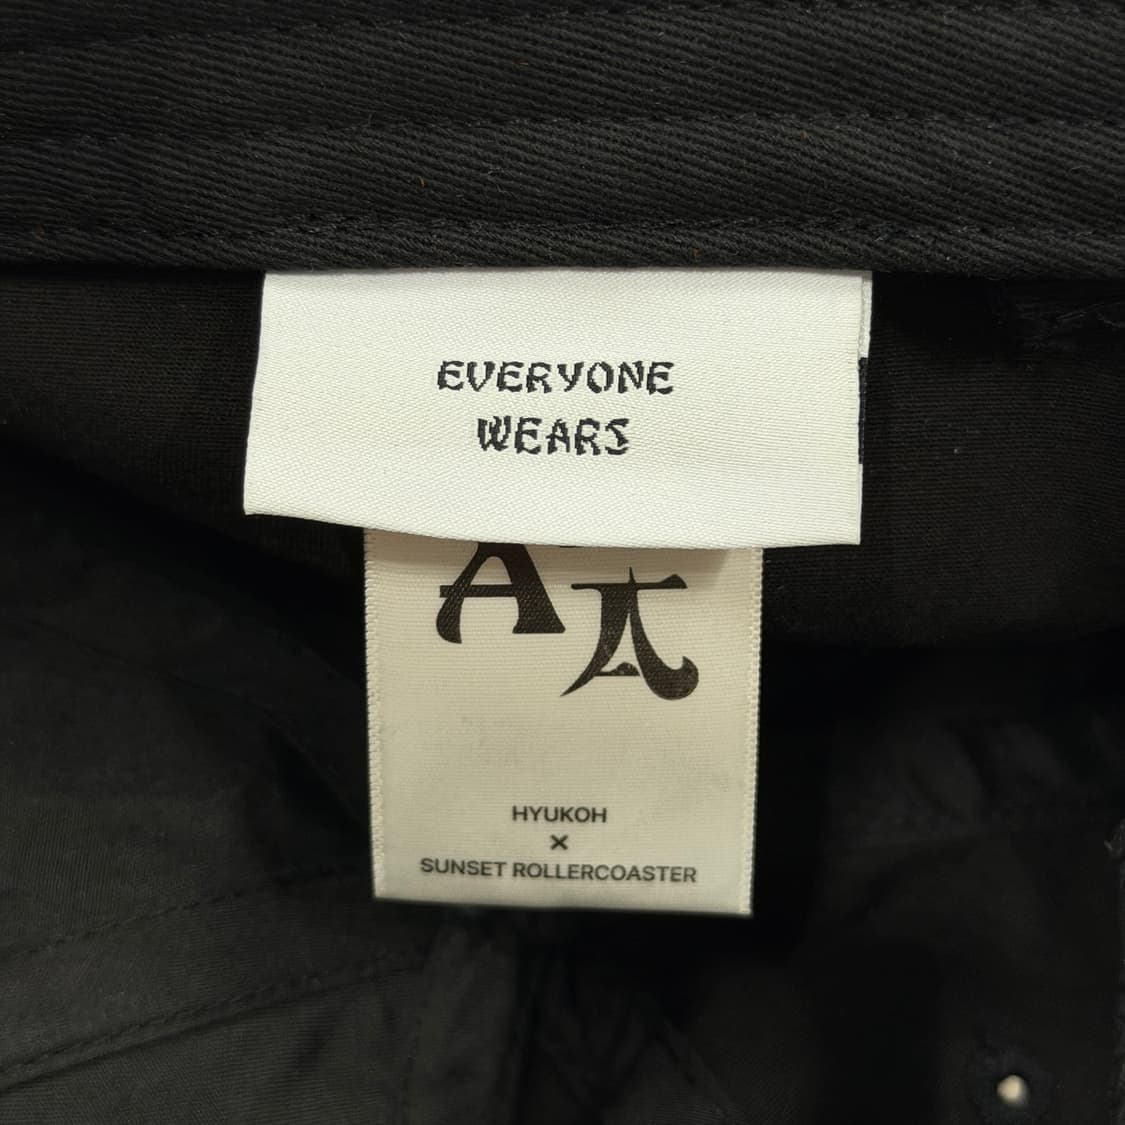 EVERYONE
WEARS
HYUKOH
×
SUNSET ROLLERCOASTER